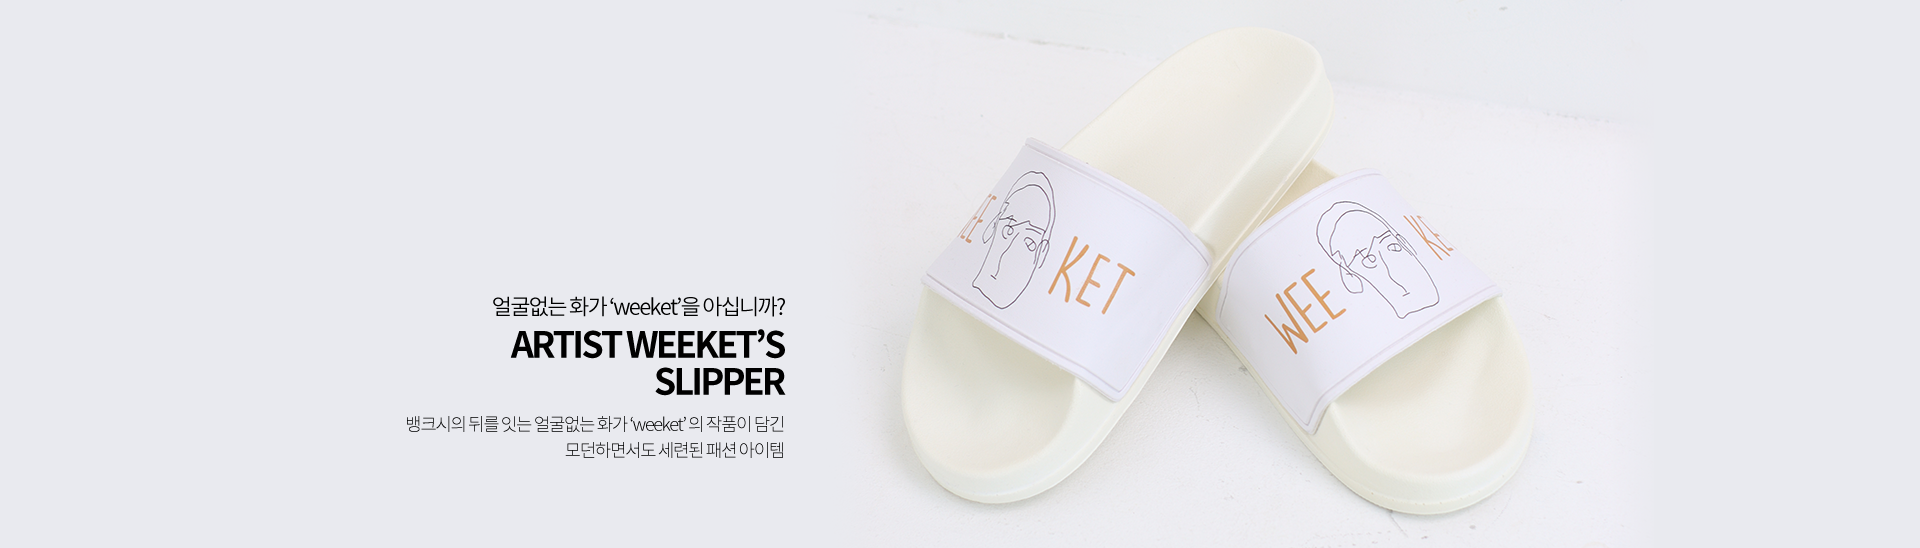 얼굴없는 화가 ‘weeket’을 아십니까?
ARTIST WEEKET’S
SLIPPER
뱅크시의 뒤를 잇는 얼굴없는 화가 ‘weeket’ 의 작품이 담긴
모던하면서도 세련된 패션 아이템
EE KET
WEE KE